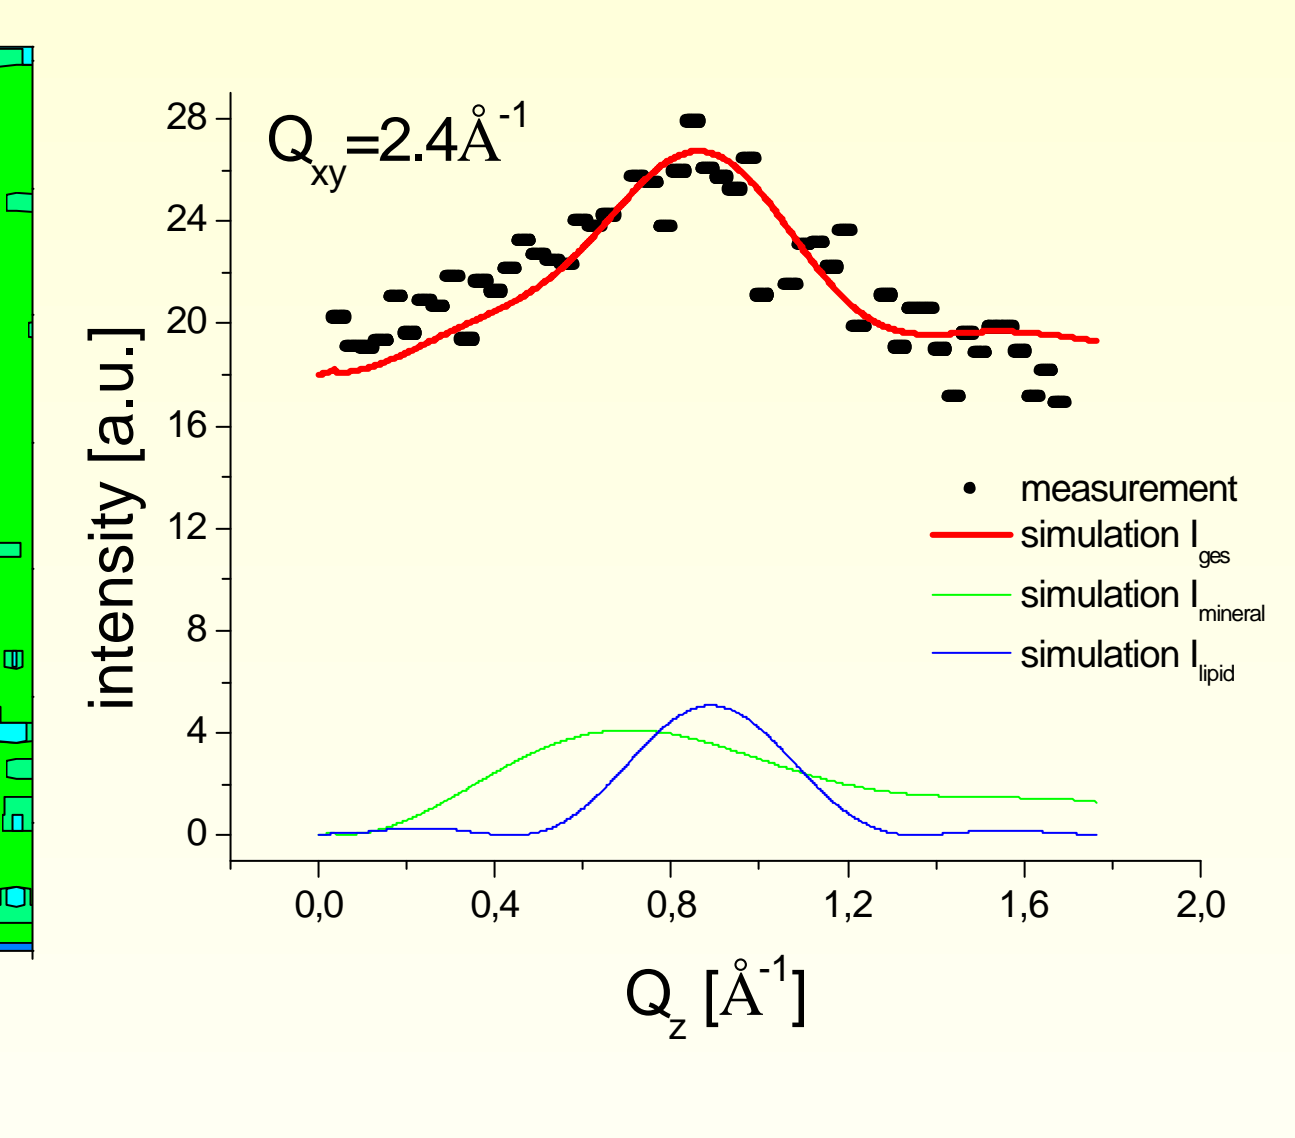 Qxy=2.4Å-1
28
24
20
16
12
8
4
0
intensity [a.u.]
measurement
simulation Iges
simulation Imineral
simulation Ilipid
0,0 0,4 0,8 1,2 1,6 2,0
Qz [Å-1]